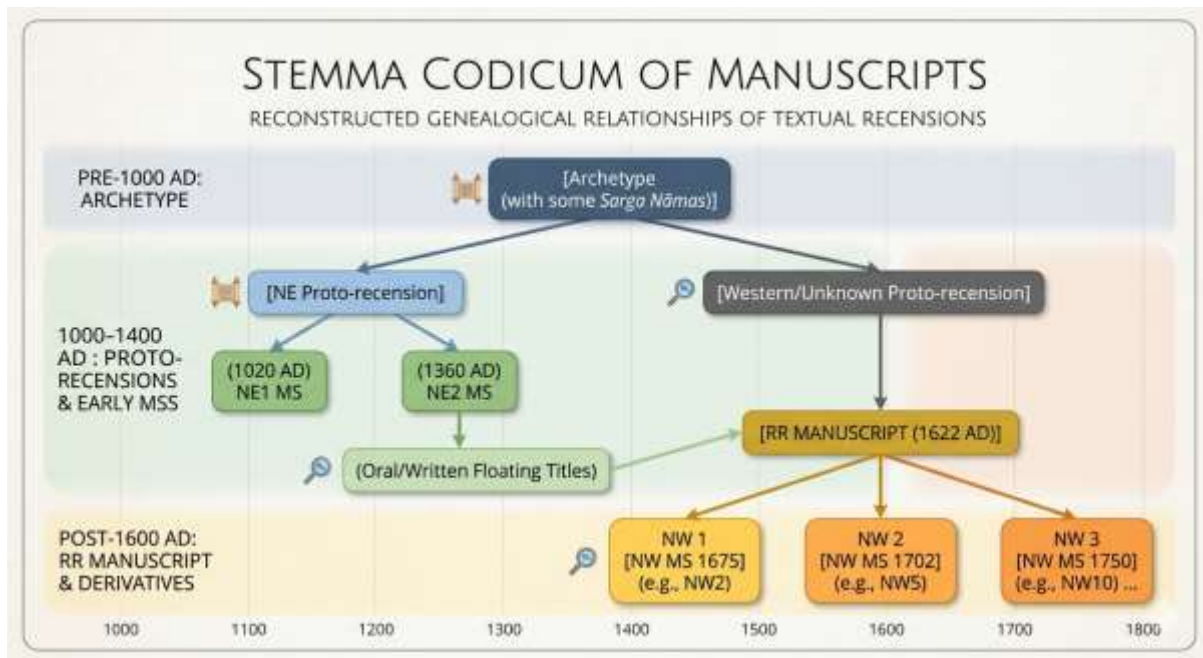 STEMMA CODICUM OF MANUSCRIPTS
RECONSTRUCTED GENEALOGICAL RELATIONSHIPS OF TEXTUAL RECENSIONS
PRE-1000 AD:
ARCHETYPE
[Archetype
(with some Sarga Nāmas)]
1000–1400
AD : PROTO-
RECENSIONS
& EARLY MSS
[NE Proto-recension]
[Western/Unknown Proto-recension]
(1020 AD)
NE1 MS
(1360 AD)
NE2 MS
[RR MANUSCRIPT (1622 AD)]
(Oral/Written Floating Titles)
POST-1600 AD:
RR MANUSCRIPT
& DERIVATIVES
NW 1
[NW MS 1675]
(e.g., NW2)
NW 2
[NW MS 1702]
(e.g., NW5)
NW 3
[NW MS 1750]
(e.g., NW10) ...
1000 1100 1200 1300 1400 1500 1600 1700 1800